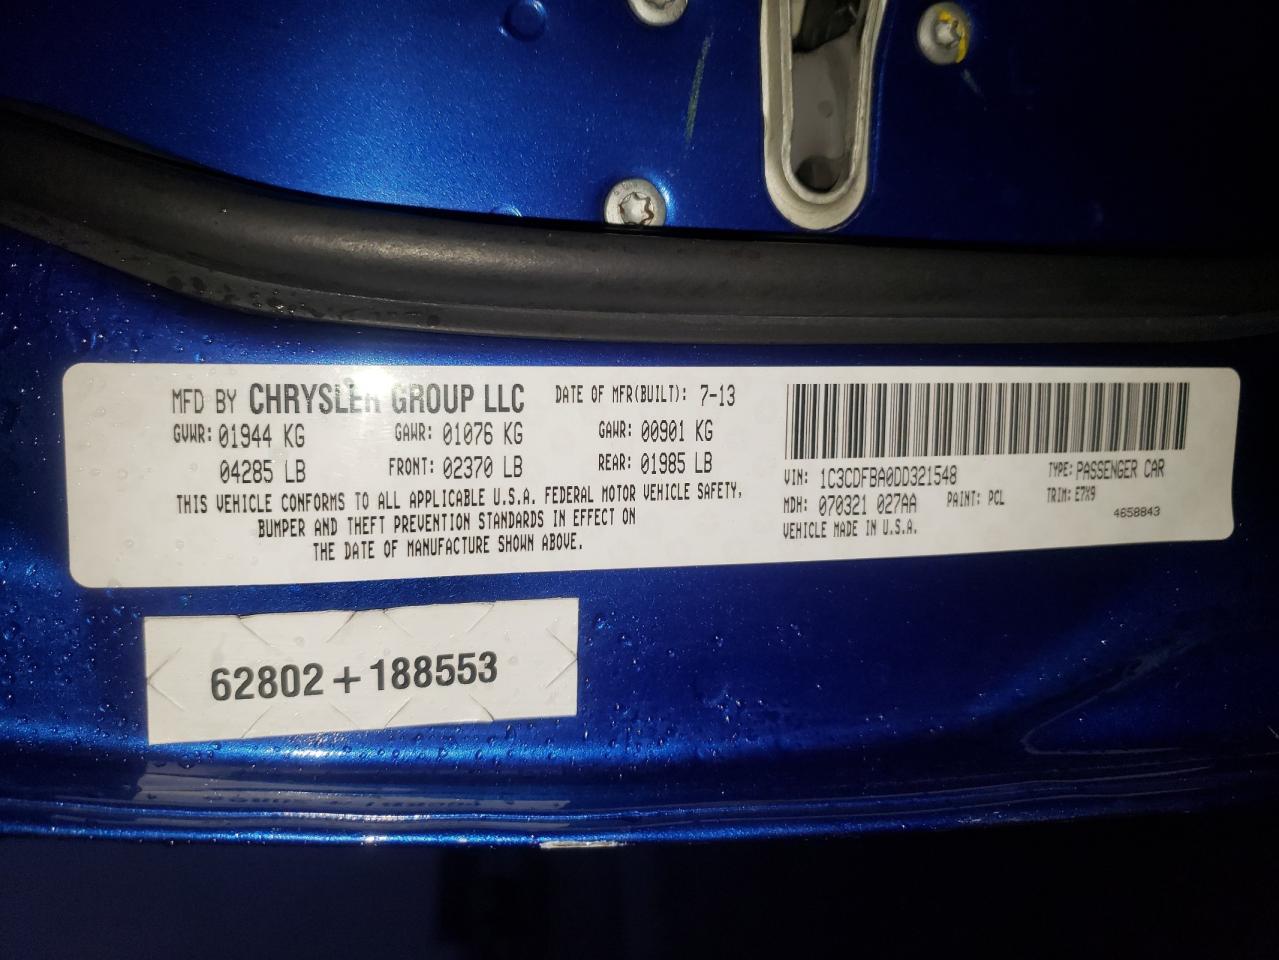 MFD BY CHRYSLER GROUP LLC DATE OF MFR(BUILT): 7-13
GVWR: 01944 KG GAWR: 01076 KG GAWR: 00901 KG
04285 LB FRONT: 02370 LB REAR: 01985 LB
THIS VEHICLE CONFORMS TO ALL APPLICABLE U.S.A. FEDERAL MOTOR VEHICLE SAFETY,
BUMPER AND THEFT PREVENTION STANDARDS IN EFFECT ON
THE DATE OF MANUFACTURE SHOWN ABOVE.
VIN: 1C3CDFBA0DD321548 TYPE: PASSENGER CAR
MDH: 070321 027AA PAINT: PCL TRIM: E7X9
VEHICLE MADE IN U.S.A. 4658843
62802+188553